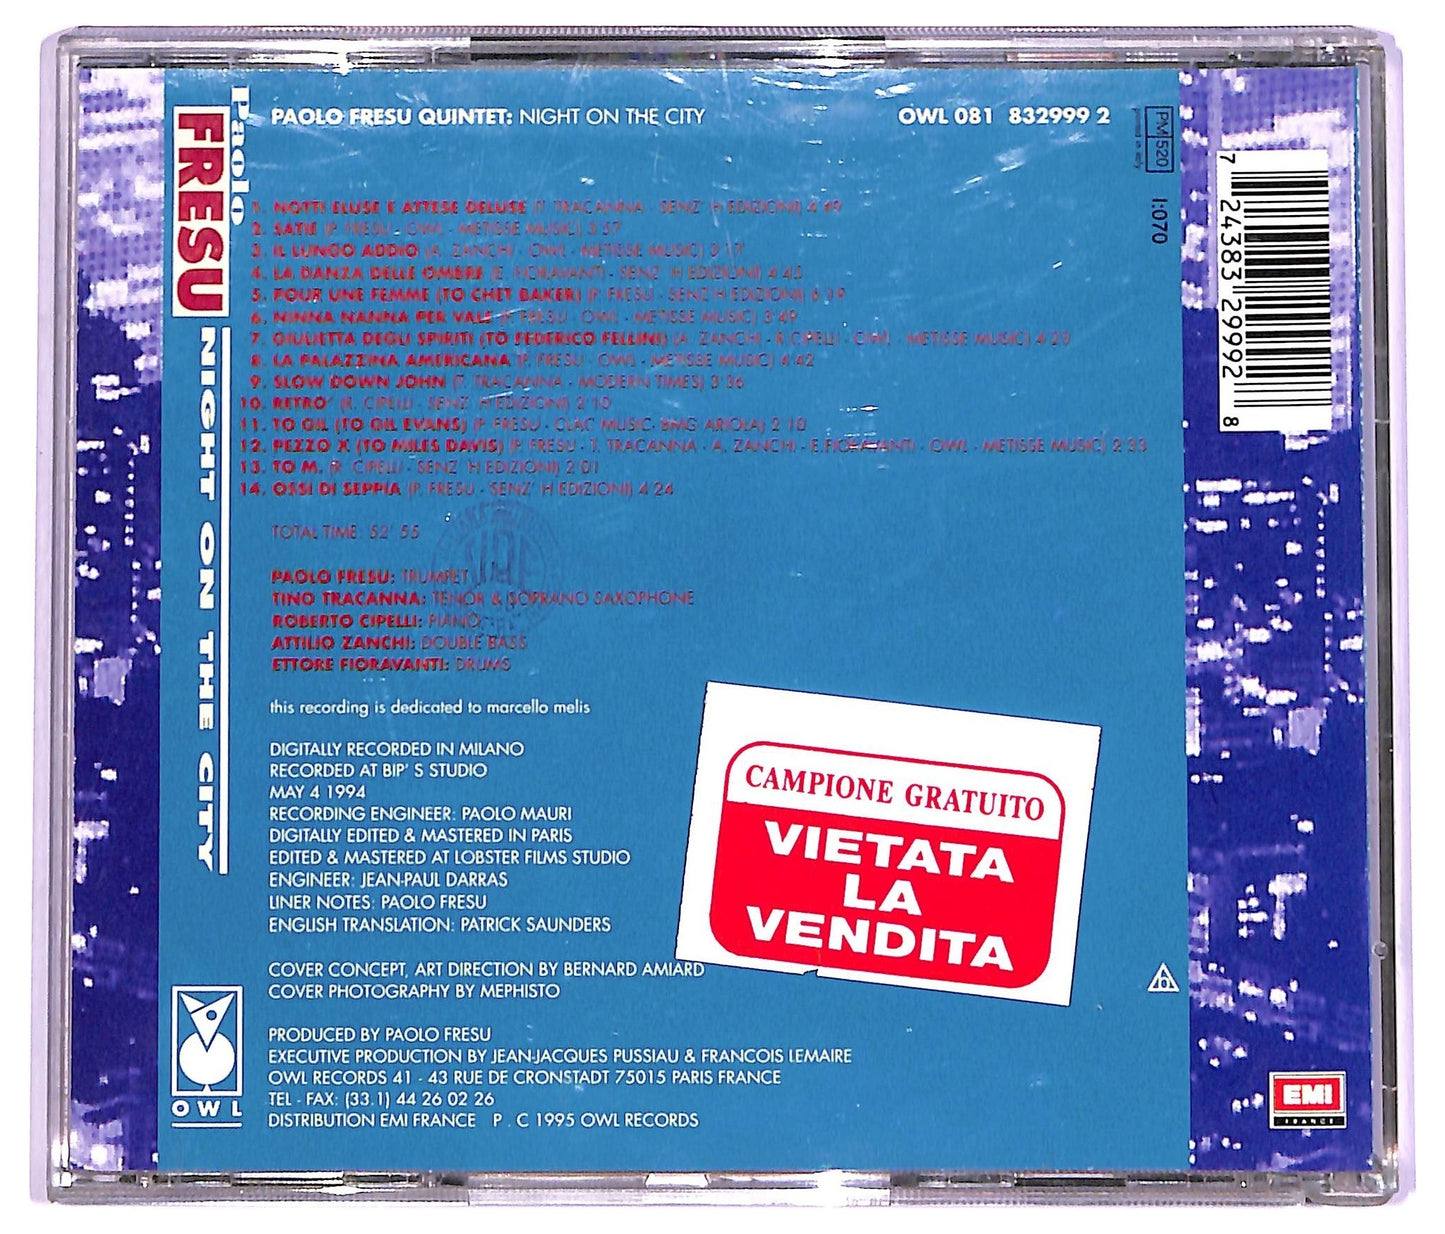 PAOLO FRESU QUINTET: NIGHT ON THE CITY
OWL 081 832999 2
PM 520
printed in italy
I:070
7 24383 29992 8
Paolo
FRESU
NIGHT ON THE CITY
1. NOTTI ELUSE E ATTESE DELUSE (T. TRACANNA - SENZ' H EDIZIONI) 4'49
2. SATIE (P. FRESU - OWL - METISSE MUSIC) 3'57
3. IL LUNGO ADDIO (A. ZANCHI - OWL - METISSE MUSIC) 3'17
4. LA DANZA DELLE OMBRE (E. FIORAVANTI - SENZ' H EDIZIONI) 4'45
5. POUR UNE FEMME (TO CHET BAKER) (P. FRESU - SENZ'H EDIZIONI) 6'39
6. NINNA NANNA PER VALE (P. FRESU - OWL - METISSE MUSIC) 3'49
7. GIULIETTA DEGLI SPIRITI (TO FEDERICO FELLINI) (A. ZANCHI - R.CIPELLI - OWL - METISSE MUSIC) 4'29
8. LA PALAZZINA AMERICANA (P. FRESU - OWL - METISSE MUSIC) 4'42
9. SLOW DOWN JOHN (T. TRACANNA - MODERN TIMES) 3'36
10. RETRO' (R. CIPELLI - SENZ' H EDIZIONI) 2'10
11. TO GIL (TO GIL EVANS) (P. FRESU - CLAC MUSIC- BMG ARIOLA) 2'10
12. PEZZO X (TO MILES DAVIS) (P. FRESU - T. TRACANNA - A. ZANCHI - E.FIORAVANTI - OWL - METISSE MUSIC) 2'33
13. TO M. (R. CIPELLI - SENZ' H EDIZIONI) 2'01
14. OSSI DI SEPPIA (P. FRESU - SENZ' H EDIZIONI) 4'24
TOTAL TIME: 52' 55
PAOLO FRESU: TRUMPET
TINO TRACANNA: TENOR & SOPRANO SAXOPHONE
ROBERTO CIPELLI: PIANO
ATTILIO ZANCHI: DOUBLE BASS
ETTORE FIORAVANTI: DRUMS
this recording is dedicated to marcello melis
DIGITALLY RECORDED IN MILANO
RECORDED AT BIP' S STUDIO
MAY 4 1994
RECORDING ENGINEER: PAOLO MAURI
DIGITALLY EDITED & MASTERED IN PARIS
EDITED & MASTERED AT LOBSTER FILMS STUDIO
ENGINEER: JEAN-PAUL DARRAS
LINER NOTES: PAOLO FRESU
ENGLISH TRANSLATION: PATRICK SAUNDERS
COVER CONCEPT, ART DIRECTION BY BERNARD AMIARD
COVER PHOTOGRAPHY BY MEPHISTO
PRODUCED BY PAOLO FRESU
EXECUTIVE PRODUCTION BY JEAN-JACQUES PUSSIAU & FRANCOIS LEMAIRE
OWL RECORDS 41 - 43 RUE DE CRONSTADT 75015 PARIS FRANCE
TEL - FAX: (33.1) 44 26 02 26
DISTRIBUTION EMI FRANCE P . C 1995 OWL RECORDS
CAMPIONE GRATUITO
VIETATA
LA
VENDITA
OWL
EMI
FRANCE